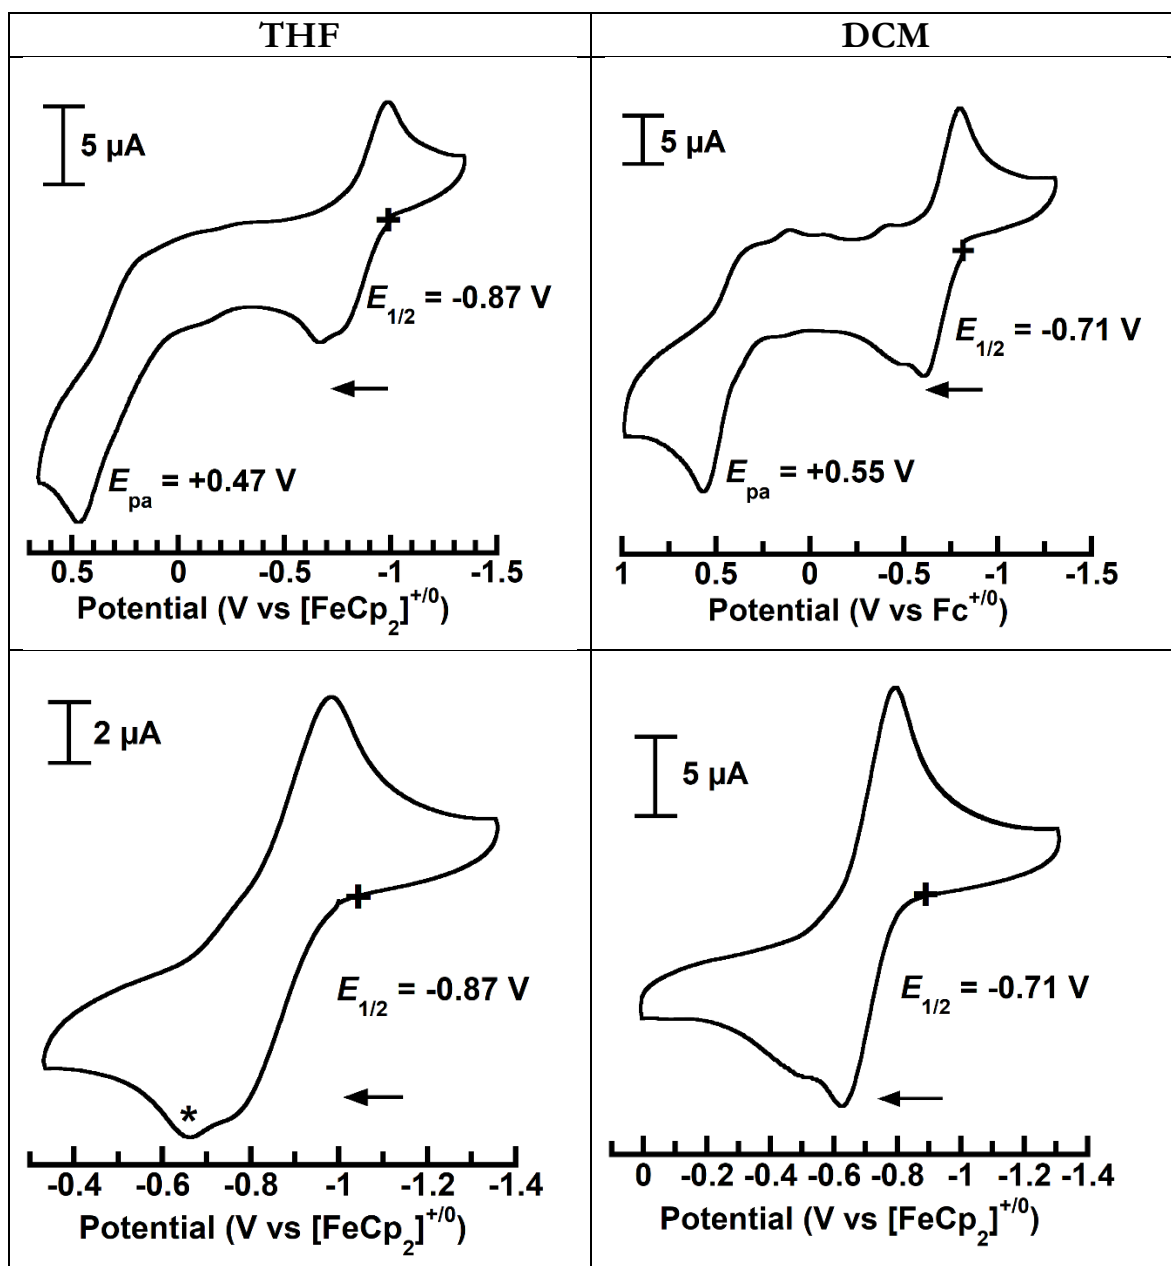 THF
DCM
5 µA
E1/2 = -0.87 V
Epa = +0.47 V
0.5 0 -0.5 -1 -1.5
Potential (V vs [FeCp2]+/0)
5 µA
E1/2 = -0.71 V
Epa = +0.55 V
1 0.5 0 -0.5 -1 -1.5
Potential (V vs Fc+/0)
2 µA
E1/2 = -0.87 V
*
-0.4 -0.6 -0.8 -1 -1.2 -1.4
Potential (V vs [FeCp2]+/0)
5 µA
E1/2 = -0.71 V
0 -0.2 -0.4 -0.6 -0.8 -1 -1.2 -1.4
Potential (V vs [FeCp2]+/0)